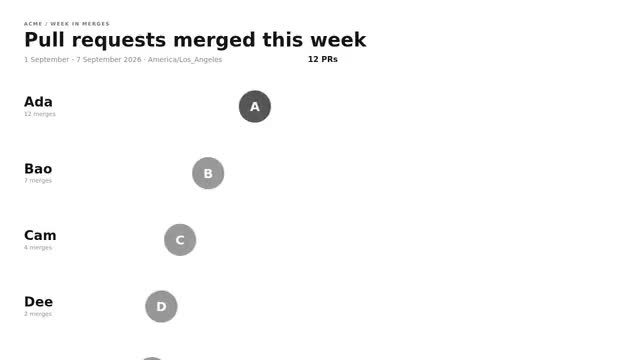 ACME / WEEK IN MERGES
Pull requests merged this week
1 September – 7 September 2026 · America/Los_Angeles
12 PRs
Ada
12 merges
A
Bao
7 merges
B
Cam
4 merges
C
Dee
2 merges
D